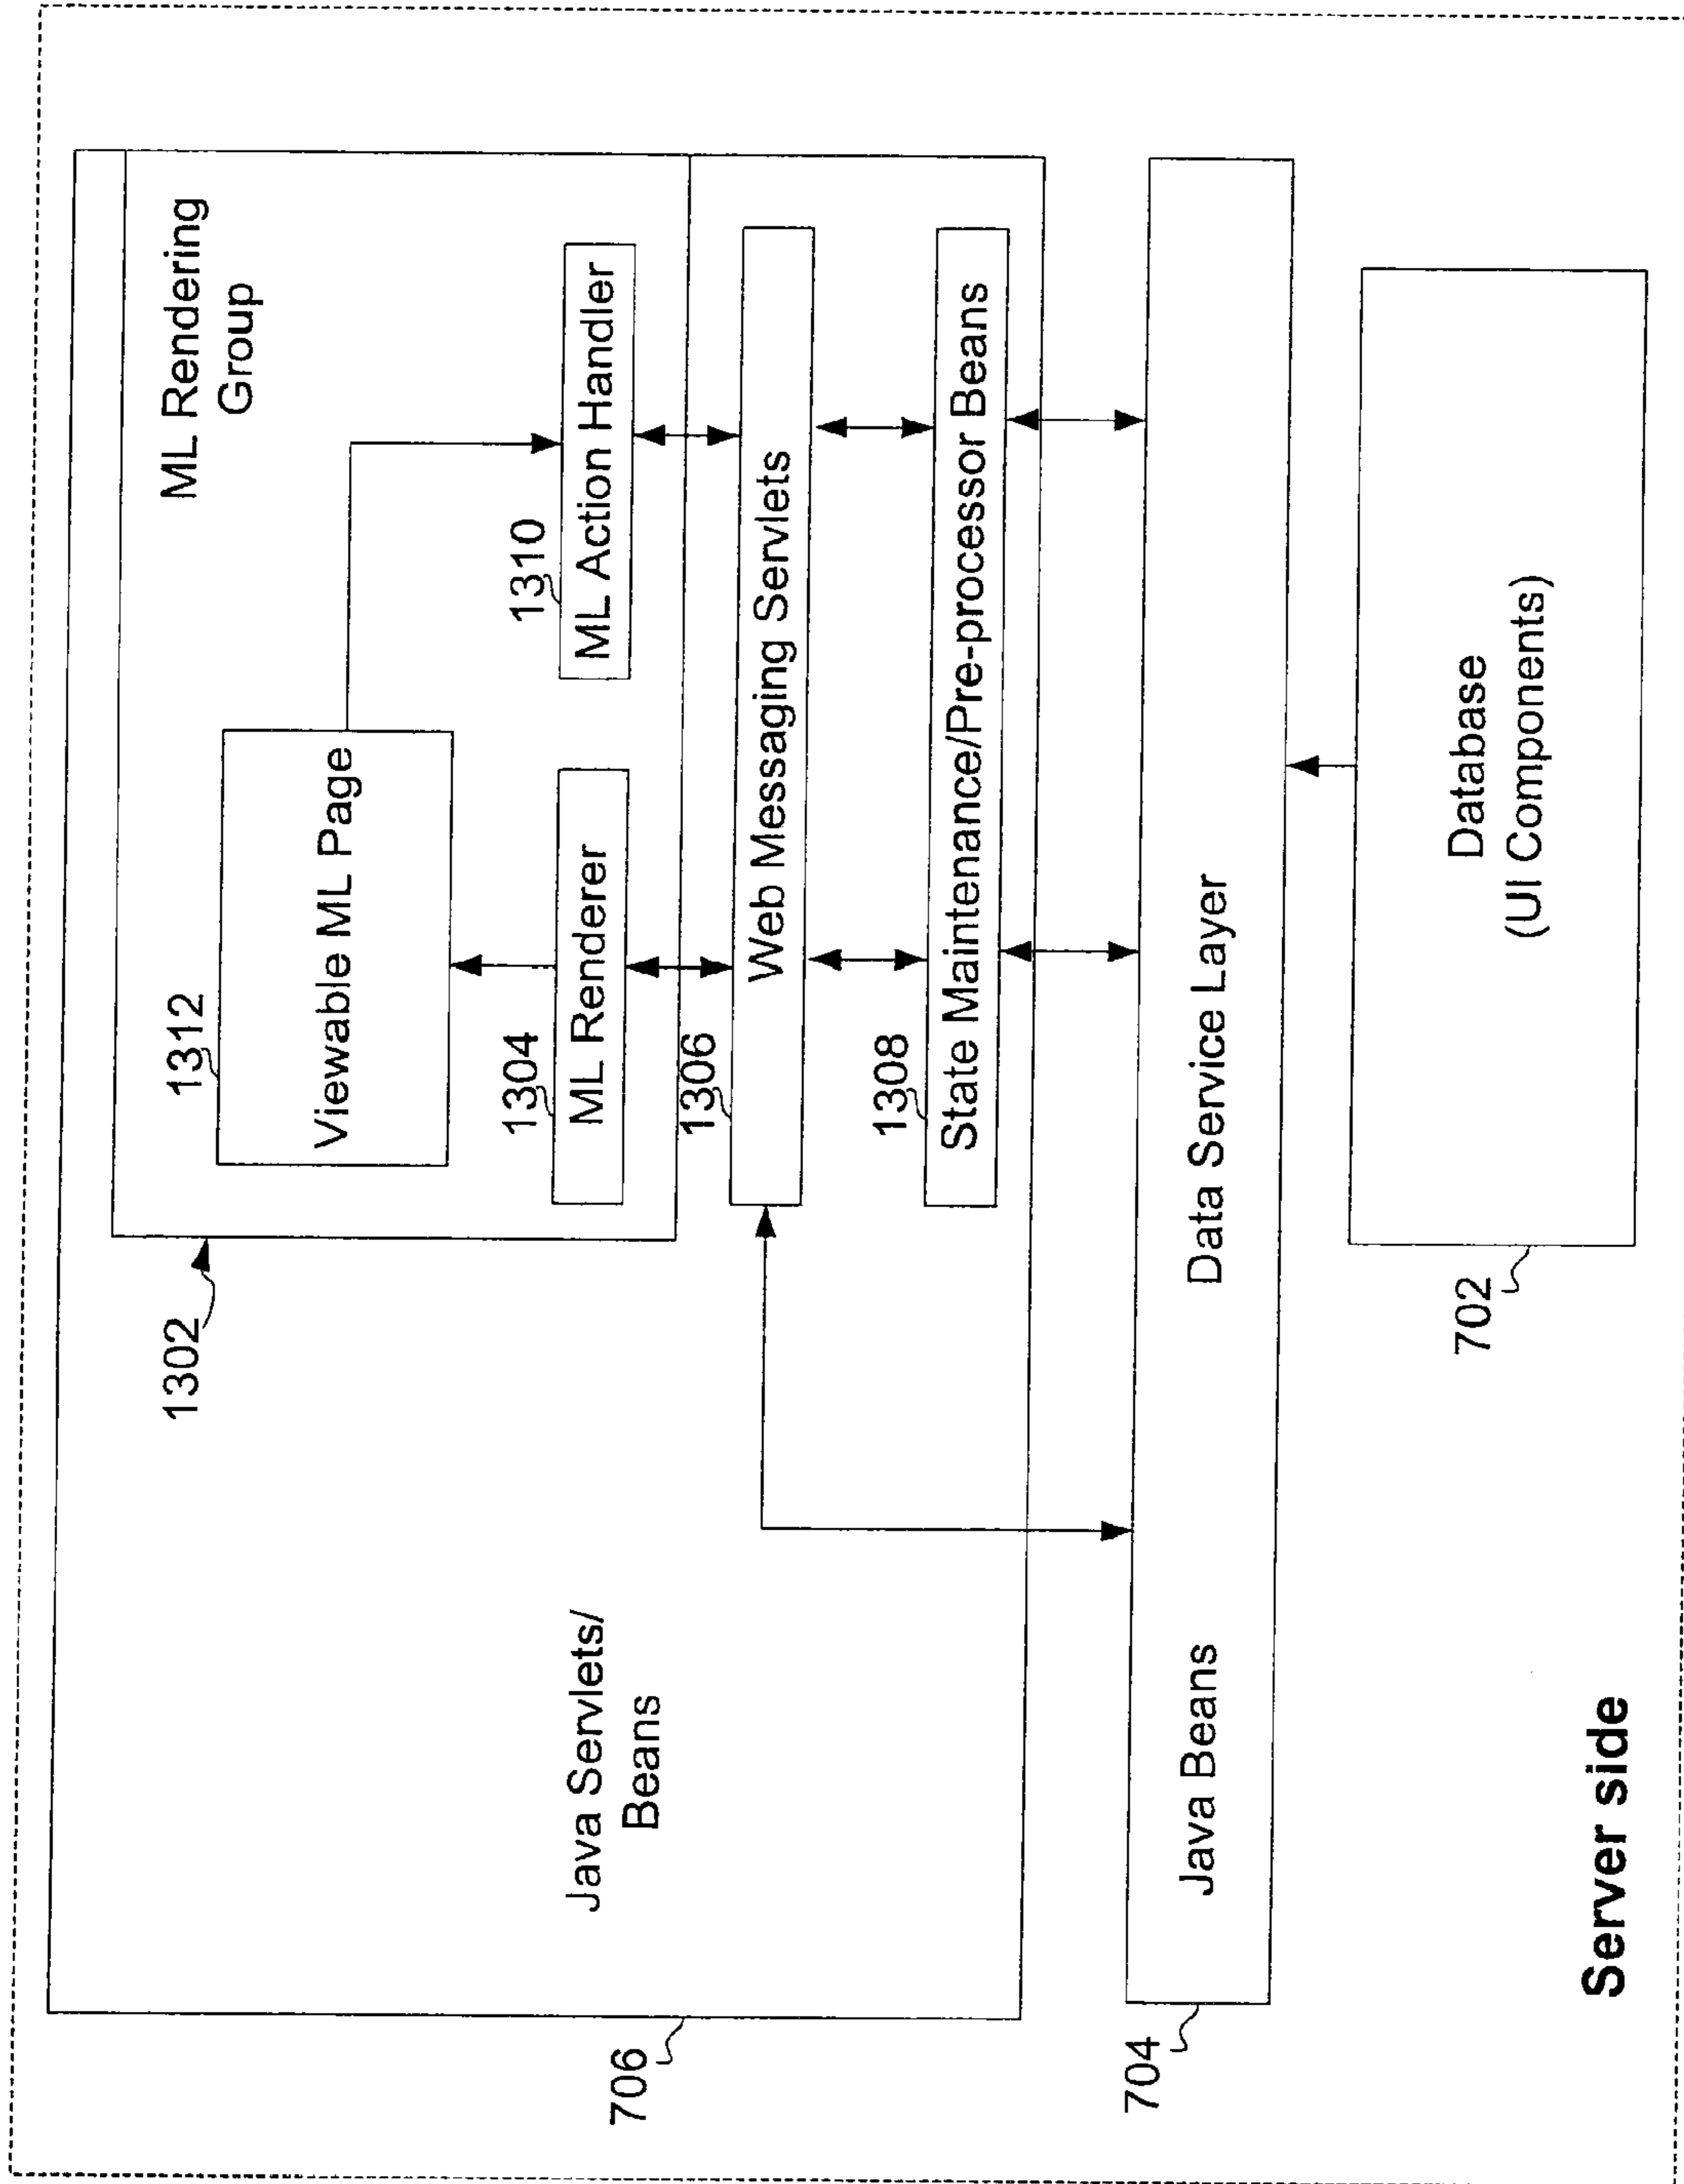 1302
ML Rendering
Group
1312
Viewable ML Page
1304
ML Renderer
1310
ML Action Handler
1306
Web Messaging Servlets
1308
State Maintenance/Pre-processor Beans
Java Servlets/
Beans
706
Java Beans
Data Service Layer
704
Database
(UI Components)
702
Server side